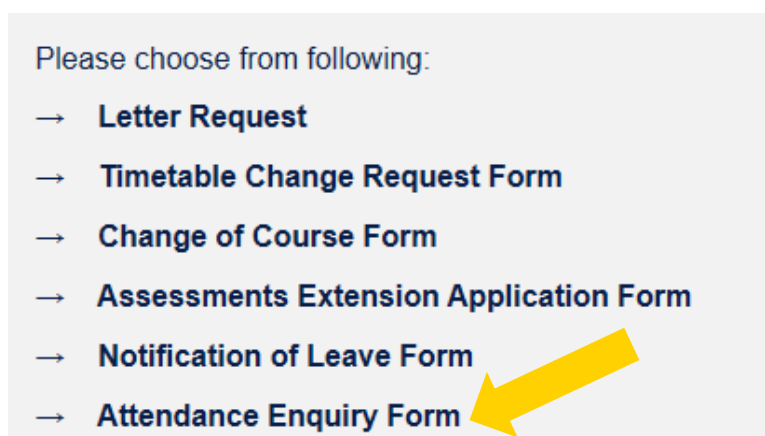 Please choose from following:
→ Letter Request
→ Timetable Change Request Form
→ Change of Course Form
→ Assessments Extension Application Form
→ Notification of Leave Form
→ Attendance Enquiry Form